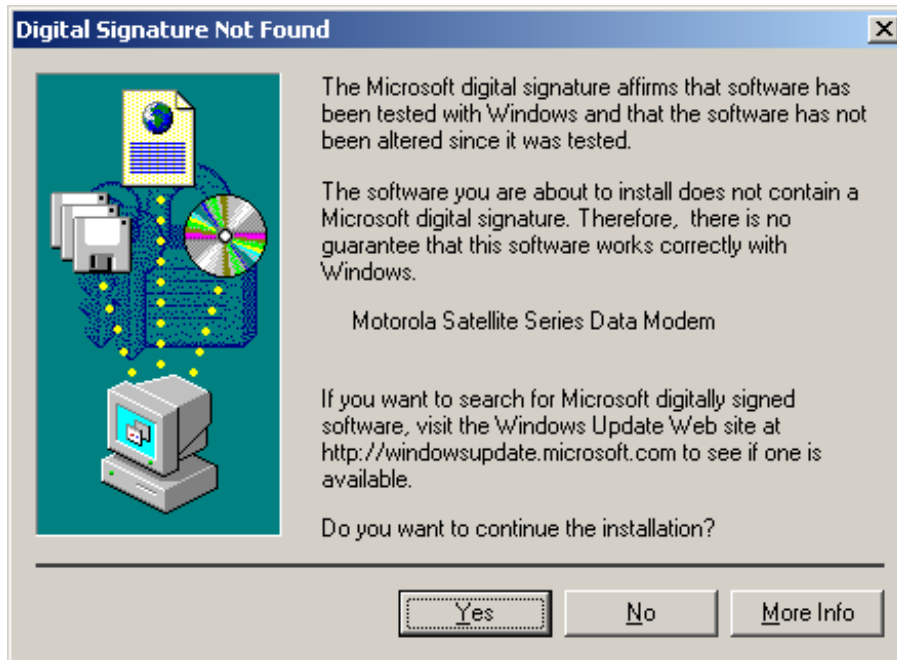 Digital Signature Not Found
The Microsoft digital signature affirms that software has
been tested with Windows and that the software has not
been altered since it was tested.
The software you are about to install does not contain a
Microsoft digital signature. Therefore,  there is no
guarantee that this software works correctly with
Windows.
Motorola Satellite Series Data Modem
If you want to search for Microsoft digitally signed
software, visit the Windows Update Web site at
http://windowsupdate.microsoft.com to see if one is
available.
Do you want to continue the installation?
Yes No More Info